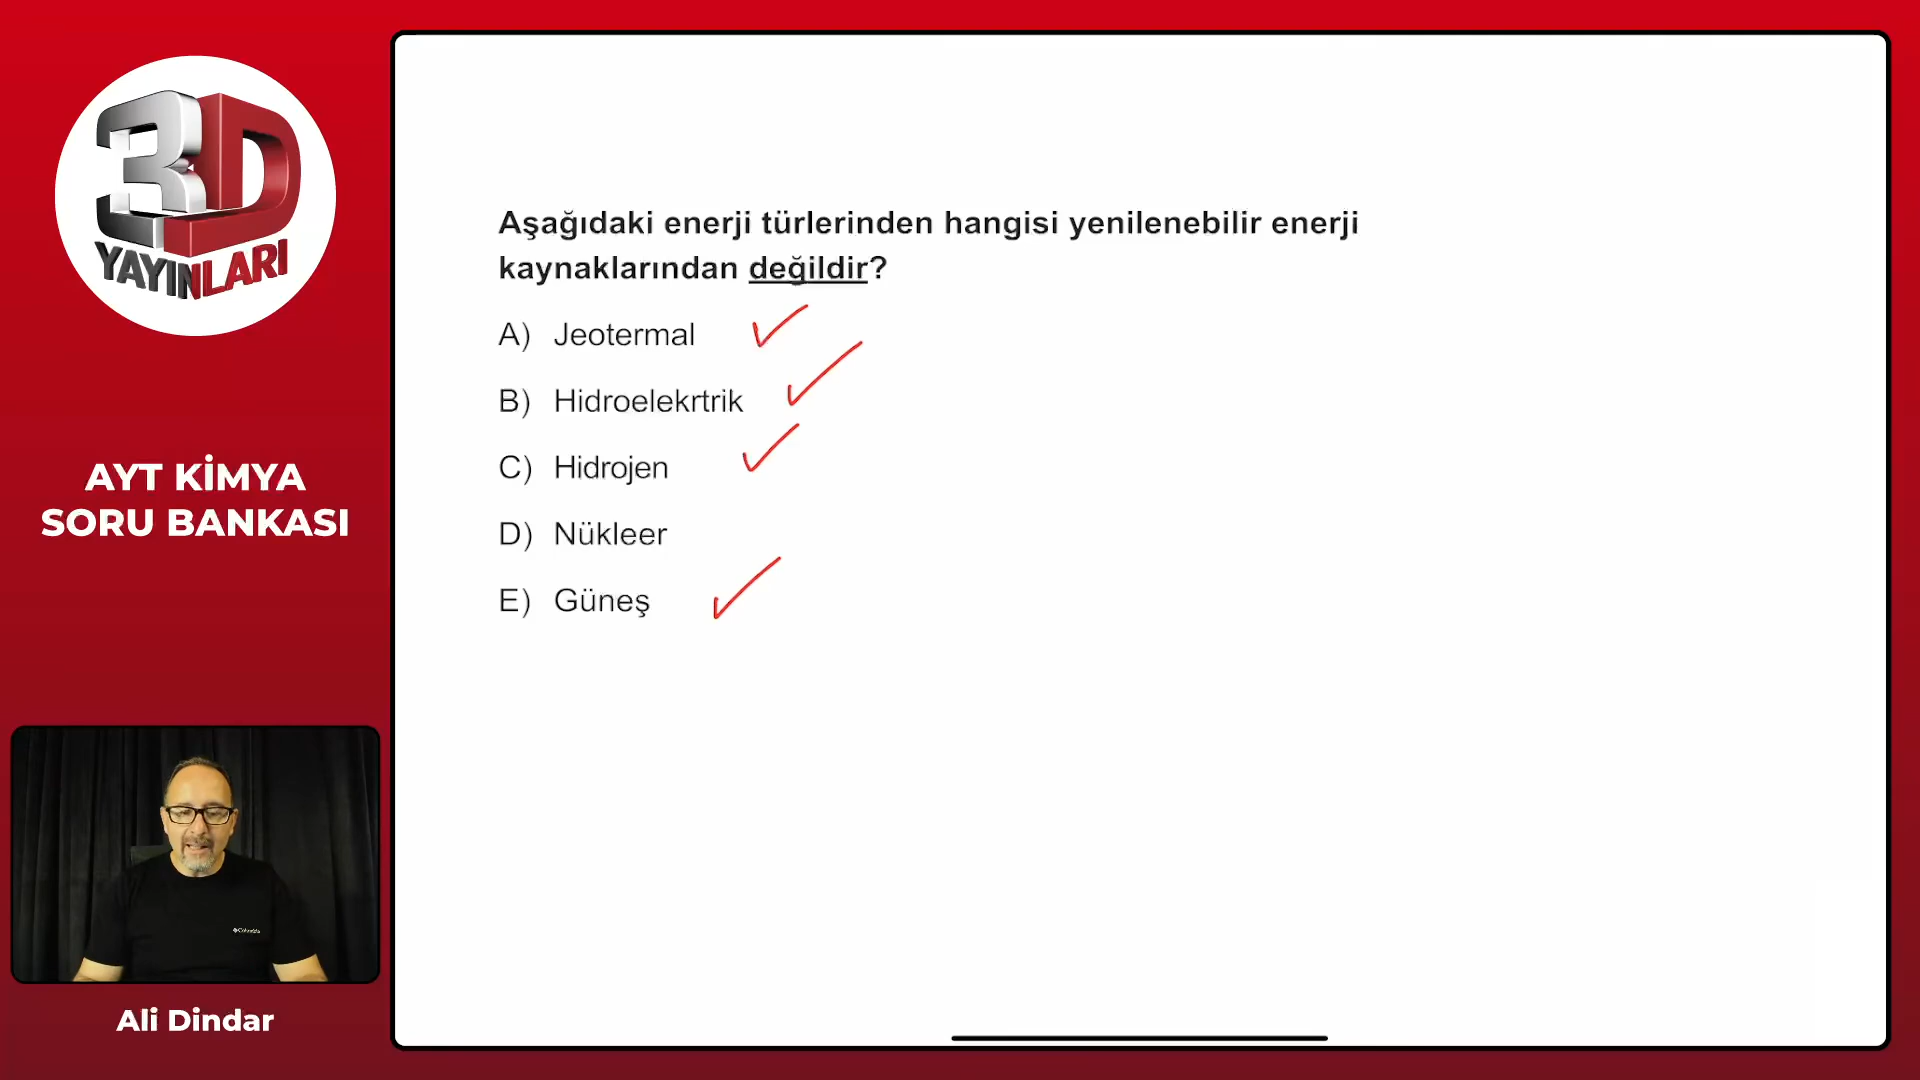 3D
YAYINLARI
AYT KİMYA
SORU BANKASI
Aşağıdaki enerji türlerinden hangisi yenilenebilir enerji
kaynaklarından değildir?
A) Jeotermal
B) Hidroelekrtrik
C) Hidrojen
D) Nükleer
E) Güneş
Columbia
Ali Dindar